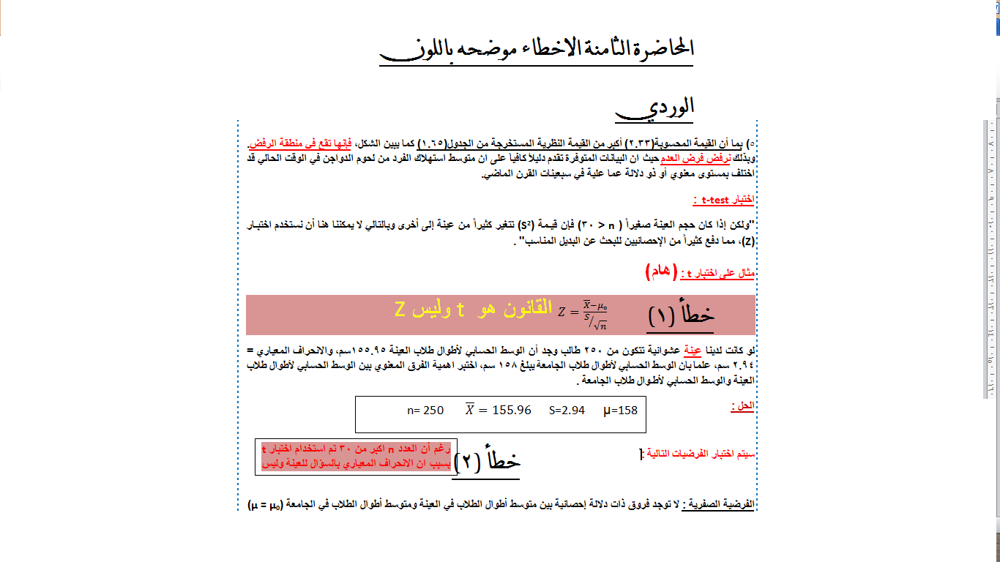 المحاضرة الثامنة الاخطاء موضحه باللون
الوردي
٥) بما أن القيمة المحسوبة(٢.٣٣) أكبر من القيمة النظرية المستخرجة من الجدول(١.٦٥) كما يبين الشكل، فإنها تقع في منطقة الرفض.
وبذلك نرفض فرض العدم حيث ان البيانات المتوفرة تقدم دليلاً كافياً على ان متوسط استهلاك الفرد من لحوم الدواجن في الوقت الحالي قد
اختلف بمستوى معنوي أو ذو دلالة عما علية في سبعينات القرن الماضي.
اختبار t-test :
"ولكن إذا كان حجم العينة صغيراً ( n < ٣٠) فإن قيمة (S²) تتغير كثيراً من عينة إلى أخرى وبالتالي لا يمكننا هنا أن نستخدم اختبار
(Z)، مما دفع كثيراً من الإحصائيين للبحث عن البديل المناسب" .
مثال على اختبار t : (هام)
خطأ (١) Z = X̅−μ₀ / S/√n القانون هو t وليس Z
لو كانت لدينا عينة عشوائية تتكون من ٢٥٠ طالب وجد أن الوسط الحسابي لأطوال طلاب العينة ١٥٥.٩٥سم، والانحراف المعياري =
٢.٩٤ سم، علما بان الوسط الحسابي لأطوال طلاب الجامعة يبلغ ١٥٨ سم، اختبر اهمية الفرق المعنوي بين الوسط الحسابي لأطوال طلاب
العينة والوسط الحسابي لأطوال طلاب الجامعة .
الحل :
n= 250 X̅ = 155.96 S=2.94 μ=158
سيتم اختبار الفرضيات التالية :
خطأ (٢)
رغم أن العدد n اكبر من ٣٠ تم استخدام اختبار t
بسبب ان الانحراف المعياري بالسؤال للعينة وليس
الفرضية الصفرية : لا توجد فروق ذات دلالة إحصائية بين متوسط أطوال الطلاب في العينة ومتوسط أطوال الطلاب في الجامعة (μ = μ₀)